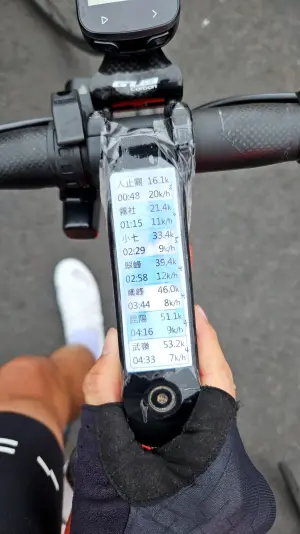 人止關 16.1k
00:48 20k/h
霧社 21.4k
01:15 11k/h
小七 33.4k
02:29 9k/h
翠峰 39.4k
02:58 12k/h
鳶峰 46.0k
03:44 8k/h
昆陽 51.1k
04:16 9k/h
武嶺 53.2k
04:33 7k/h